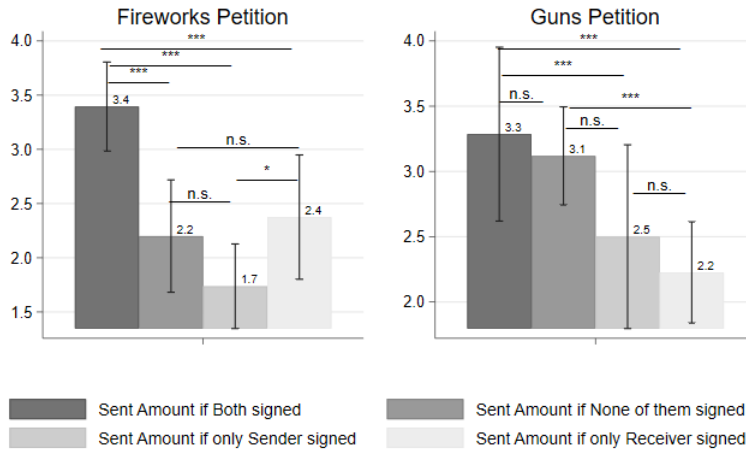 Fireworks Petition
Guns Petition
4.0
3.5
3.0
2.5
2.0
1.5
***
***
***
n.s.
*
n.s.
3.4
2.2
1.7
2.4
4.0
3.5
3.0
2.5
2.0
***
***
n.s.
***
n.s.
n.s.
3.3
3.1
2.5
2.2
Sent Amount if Both signed
Sent Amount if None of them signed
Sent Amount if only Sender signed
Sent Amount if only Receiver signed